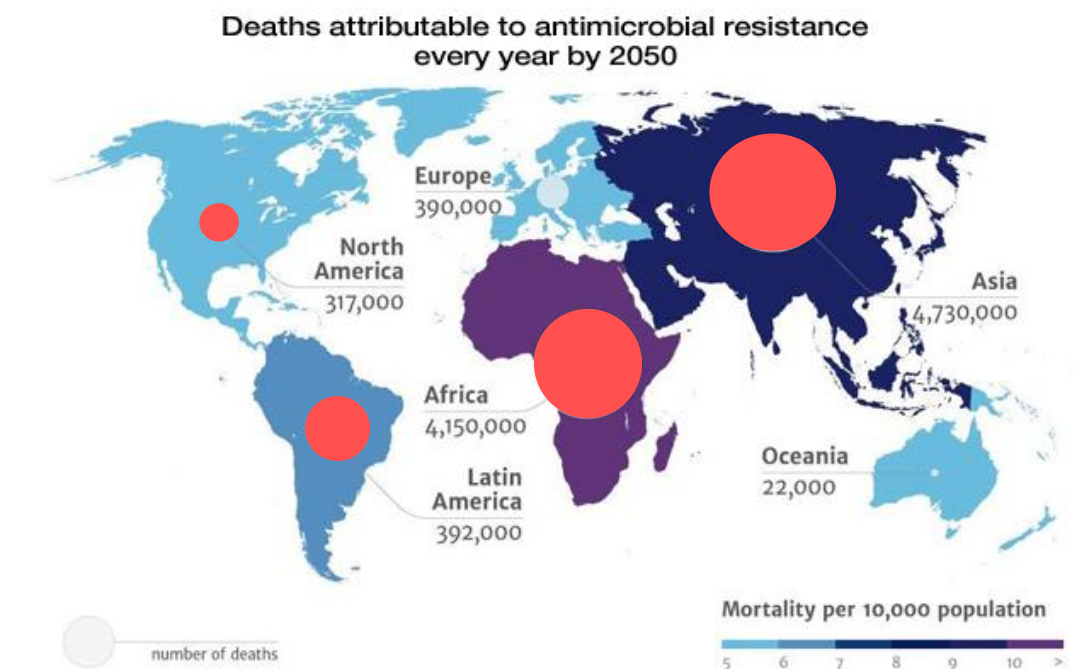 Deaths attributable to antimicrobial resistance
every year by 2050
Europe
390,000
North
America
317,000
Asia
4,730,000
Africa
4,150,000
Latin
America
392,000
Oceania
22,000
Mortality per 10,000 population
number of deaths
5 6 7 8 9 10 >